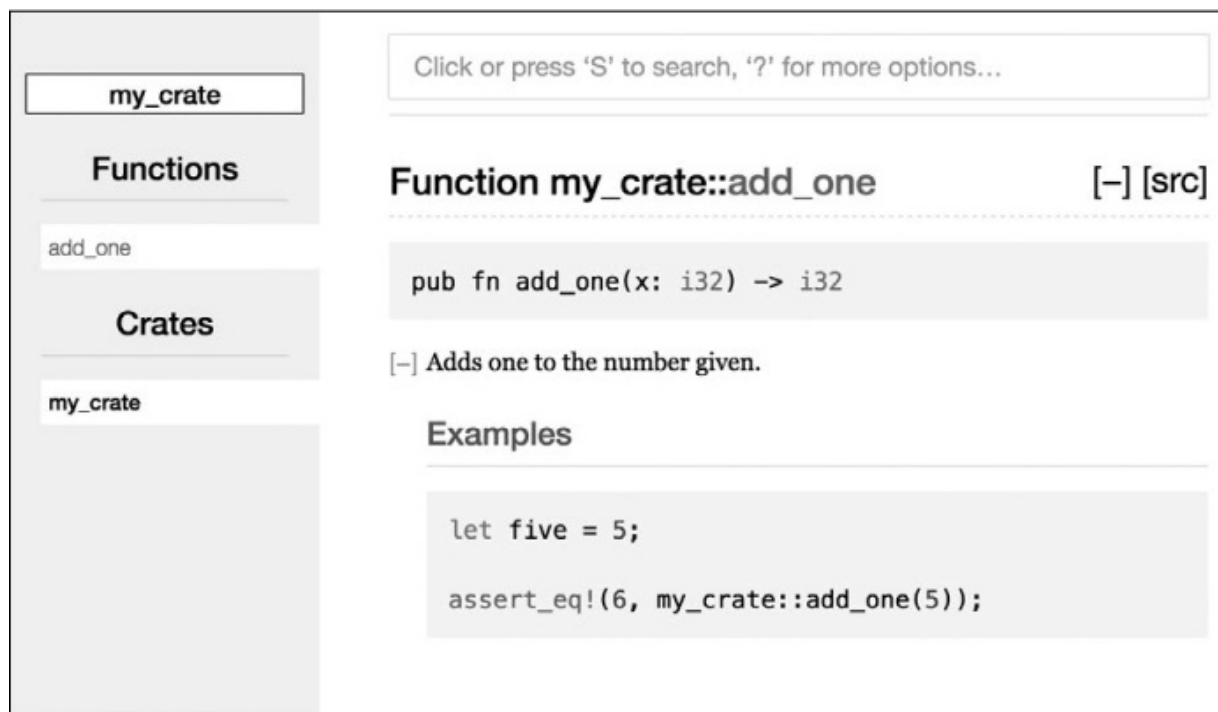 my_crate
Functions
add_one
Crates
my_crate
Click or press ‘S’ to search, ‘?’ for more options…
Function my_crate::add_one [−] [src]
pub fn add_one(x: i32) -> i32
[−] Adds one to the number given.
Examples
let five = 5;
assert_eq!(6, my_crate::add_one(5));